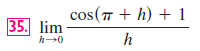 35. lim h→0 (cos(π + h) + 1) / h